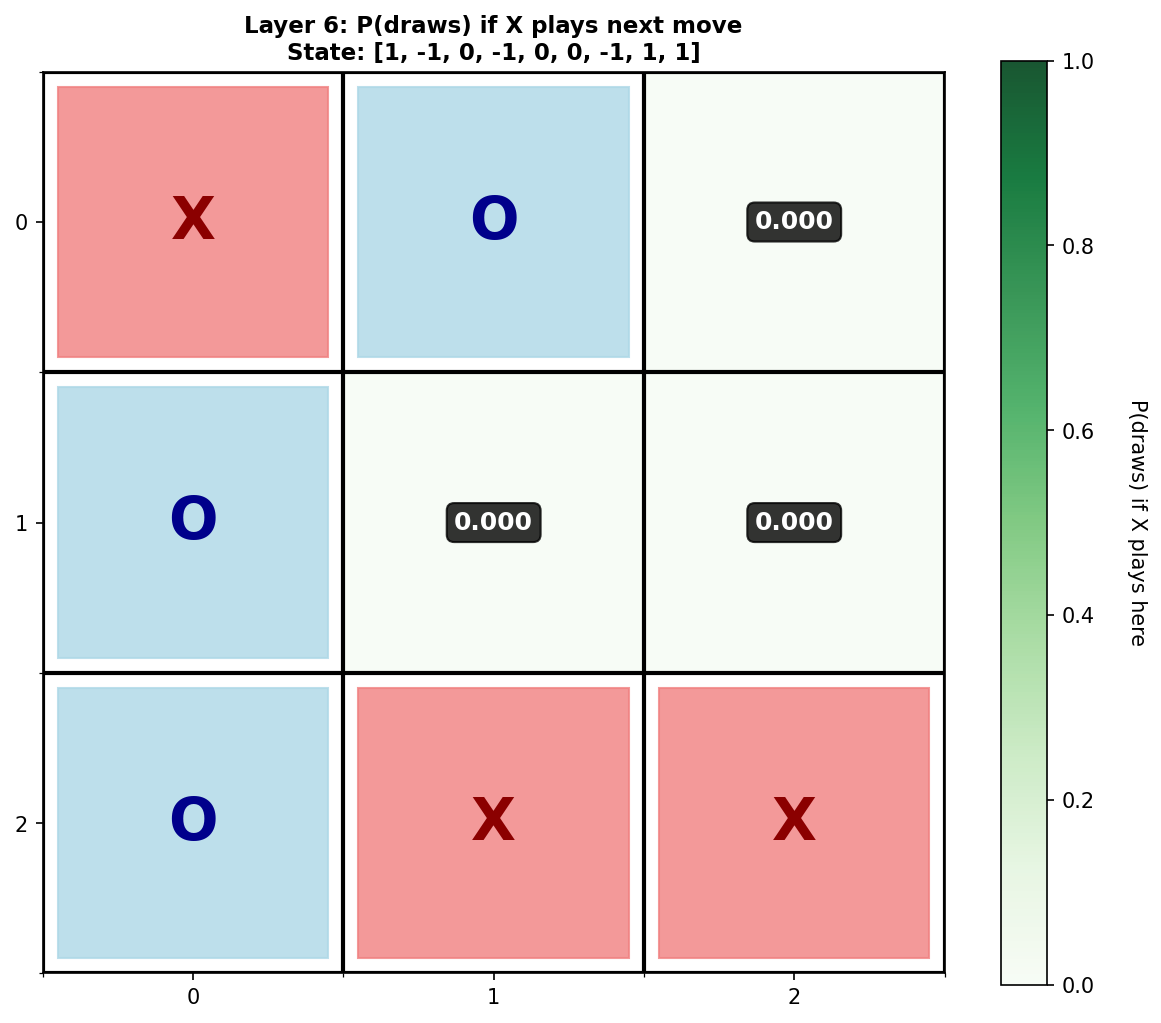 Layer 6: P(draws) if X plays next move
State: [1, -1, 0, -1, 0, 0, -1, 1, 1]
0
X
O
0.000
1
O
0.000
0.000
2
O
X
X
0
1
2
1.0
0.8
0.6
0.4
0.2
0.0
P(draws) if X plays here